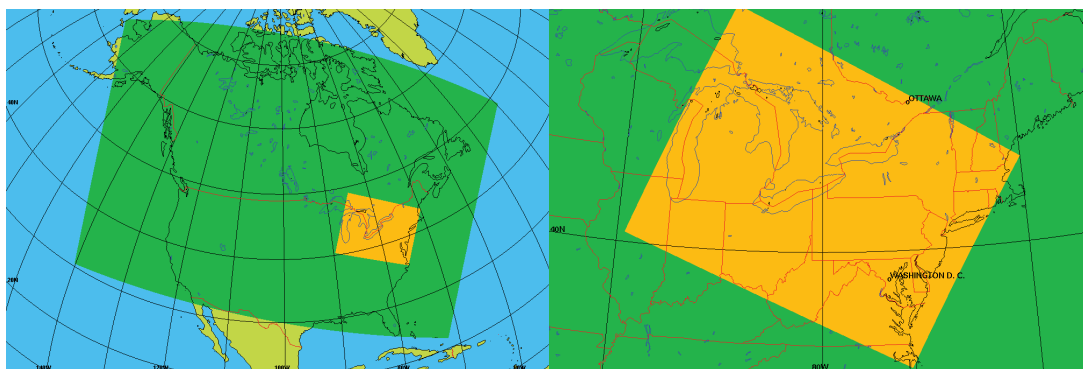 40N
20N
140W
120W
100W
80W
60W
OTTAWA
40N
WASHINGTON D. C.
80W